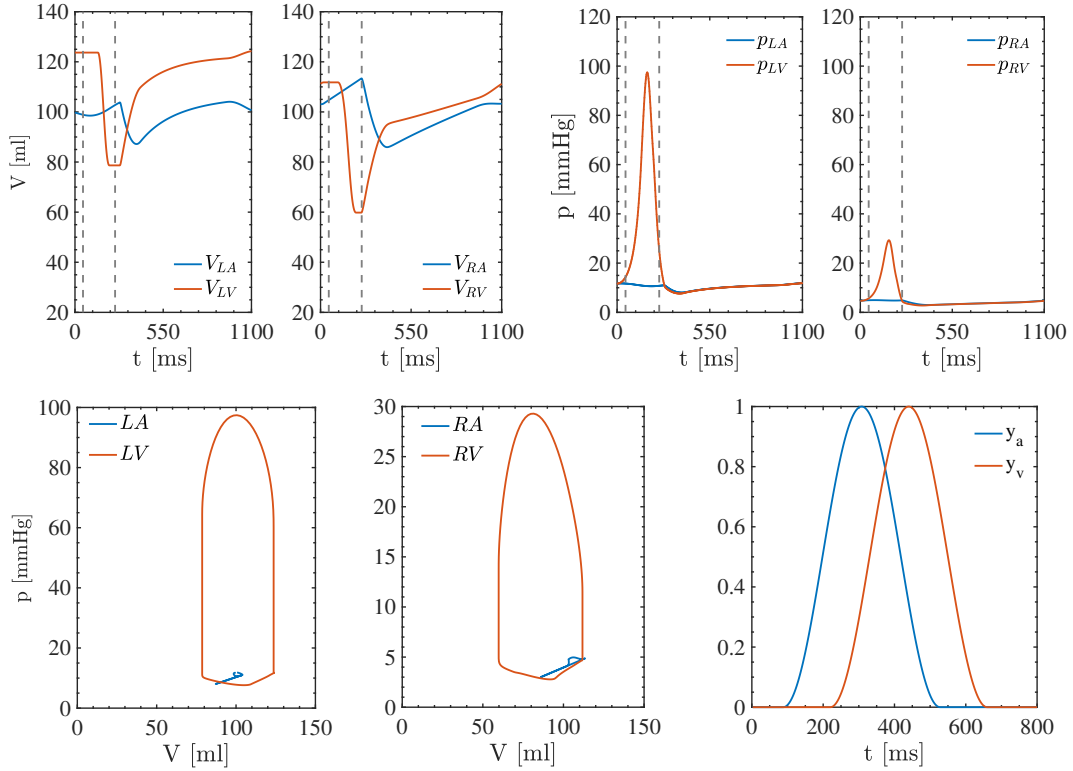 140
120
100
80
60
40
20
V [ml]
V_LA
V_LV
0 550 1100
t [ms]
140
120
100
80
60
40
20
V_RA
V_RV
0 550 1100
t [ms]
120
100
80
60
40
20
0
p [mmHg]
p_LA
p_LV
0 550 1100
t [ms]
120
100
80
60
40
20
0
p_RA
p_RV
0 550 1100
t [ms]
100
80
60
40
20
0
p [mmHg]
LA
LV
0 50 100 150
V [ml]
30
25
20
15
10
5
0
RA
RV
0 50 100 150
V [ml]
1
0.8
0.6
0.4
0.2
0
y_a
y_v
0 200 400 600 800
t [ms]